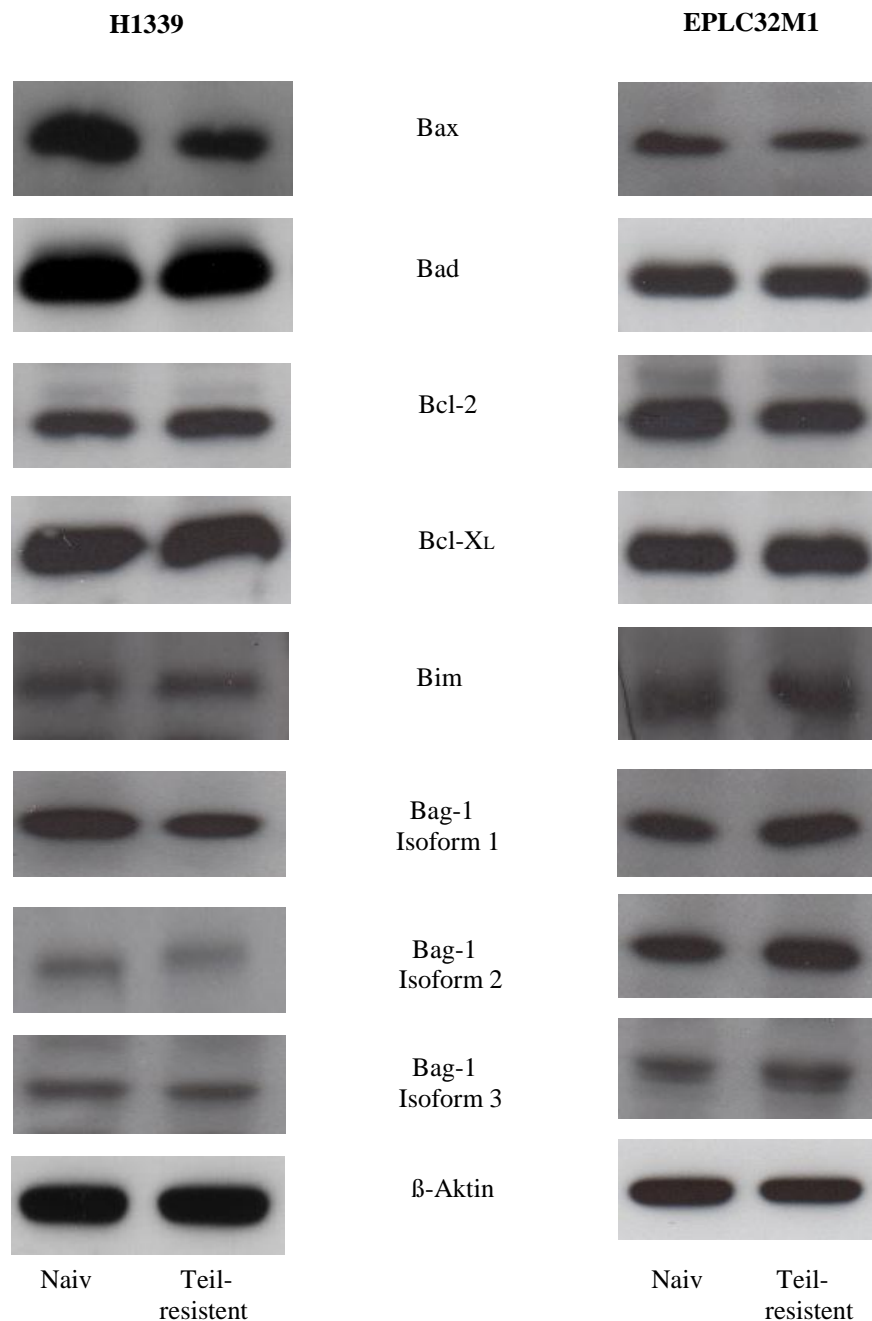 H1339
EPLC32M1
Bax
Bad
Bcl-2
Bcl-XL
Bim
Bag-1
Isoform 1
Bag-1
Isoform 2
Bag-1
Isoform 3
ß-Aktin
Naiv
Teil-
resistent
Naiv
Teil-
resistent